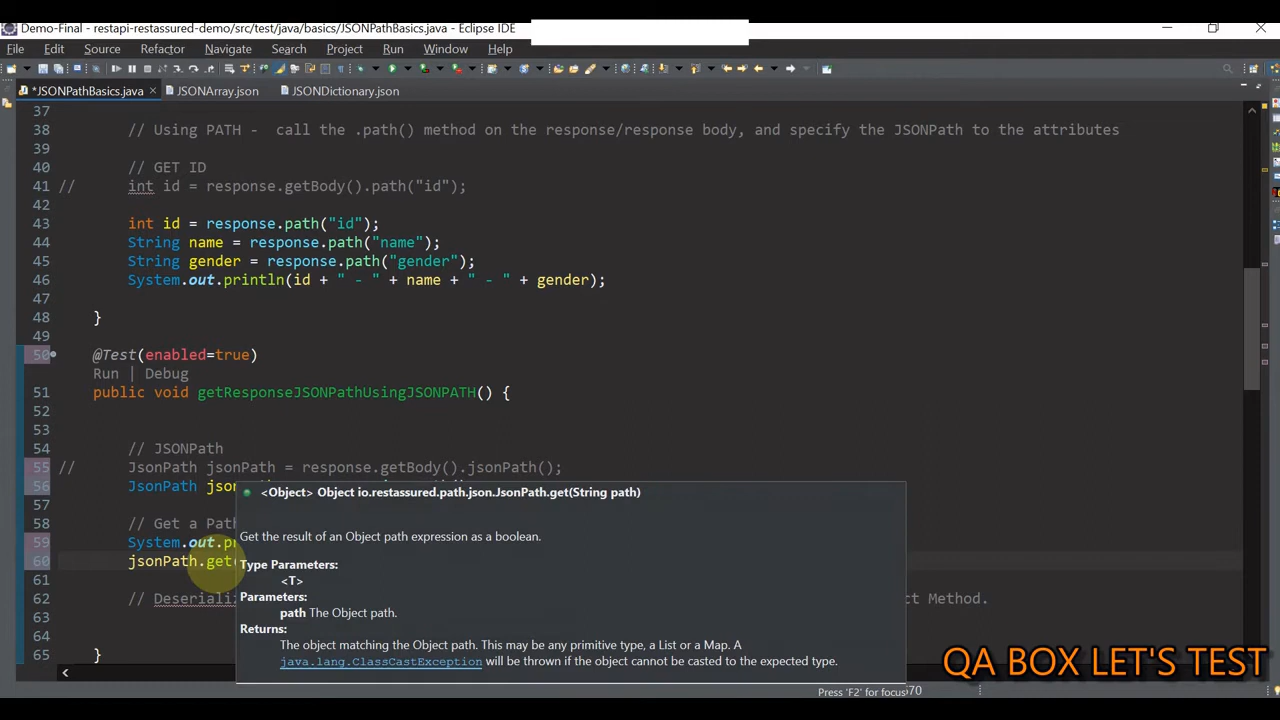 Demo-Final - restapi-restassured-demo/src/test/java/basics/JSONPathBasics.java - Eclipse IDE
File Edit Source Refactor Navigate Search Project Run Window Help
*JSONPathBasics.java JSONArray.json JSONDictionary.json
37
38 // Using PATH - call the .path() method on the response/response body, and specify the JSONPath to the attributes
39
40 // GET ID
41 // int id = response.getBody().path("id");
42
43 int id = response.path("id");
44 String name = response.path("name");
45 String gender = response.path("gender");
46 System.out.println(id + " - " + name + " - " + gender);
47
48 }
49
50 @Test(enabled=true)
Run | Debug
51 public void getResponseJSONPathUsingJSONPATH() {
52
53
54 // JSONPath
55 // JsonPath jsonPath = response.getBody().jsonPath();
56 JsonPath
<Object> Object io.restassured.path.json.JsonPath.get(String path)
57
58 // Get a Path
59 System.out.
Get the result of an Object path expression as a boolean.
60 jsonPath.get(
Type Parameters:
61 <T>
62 // ct Method.
Parameters:
63 path The Object path.
Returns:
64 The object matching the Object path. This may be any primitive type, a List or a Map. A
65 } java.lang.ClassCastException will be thrown if the object cannot be casted to the expected type.
Press 'F2' for focus
QA BOX LET'S TEST